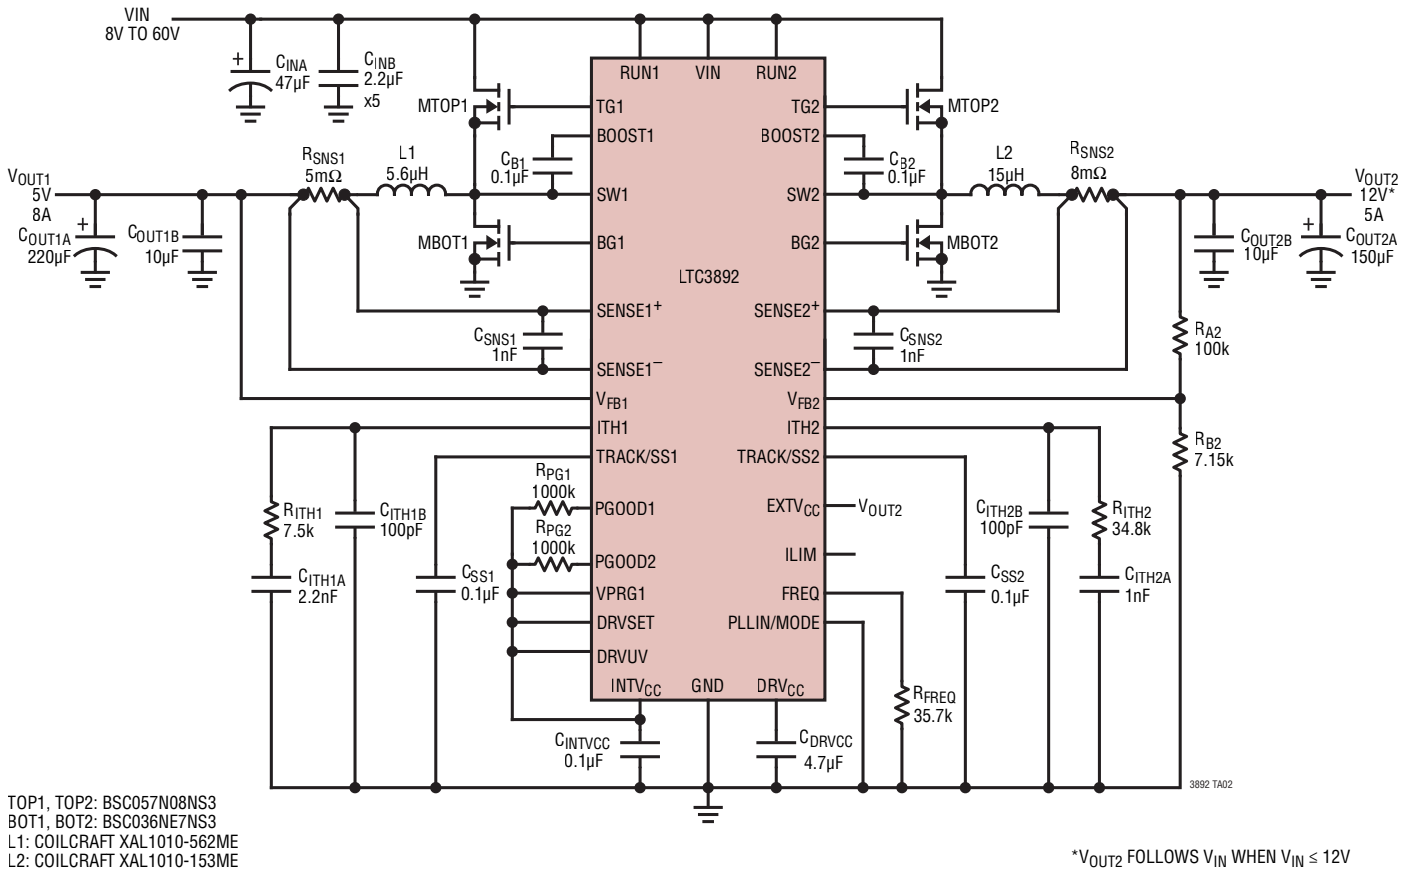 VIN
8V TO 60V
CINA
47µF
+
CINB
2.2µF
x5
MTOP1
RUN1
VIN
RUN2
MTOP2
TG1
TG2
BOOST1
BOOST2
CB1
0.1µF
CB2
0.1µF
VOUT1
5V
8A
RSNS1
5mΩ
L1
5.6µH
SW1
SW2
L2
15µH
RSNS2
8mΩ
VOUT2
12V*
5A
COUT1A
220µF
+
COUT1B
10µF
MBOT1
BG1
BG2
MBOT2
COUT2B
10µF
+
COUT2A
150µF
LTC3892
SENSE1+
SENSE2+
CSNS1
1nF
CSNS2
1nF
RA2
100k
SENSE1–
SENSE2–
VFB1
VFB2
ITH1
ITH2
RB2
7.15k
TRACK/SS1
TRACK/SS2
RPG1
1000k
PGOOD1
EXTVCC
VOUT2
RITH1
7.5k
CITH1B
100pF
CITH2B
100pF
RITH2
34.8k
RPG2
1000k
PGOOD2
ILIM
CITH1A
2.2nF
CSS1
0.1µF
CSS2
0.1µF
CITH2A
1nF
VPRG1
FREQ
DRVSET
PLLIN/MODE
DRVUV
INTVCC
GND
DRVCC
RFREQ
35.7k
CINTVCC
0.1µF
CDRVCC
4.7µF
3892 TA02
TOP1, TOP2: BSC057N08NS3
BOT1, BOT2: BSC036NE7NS3
L1: COILCRAFT XAL1010-562ME
L2: COILCRAFT XAL1010-153ME
*VOUT2 FOLLOWS VIN WHEN VIN ≤ 12V